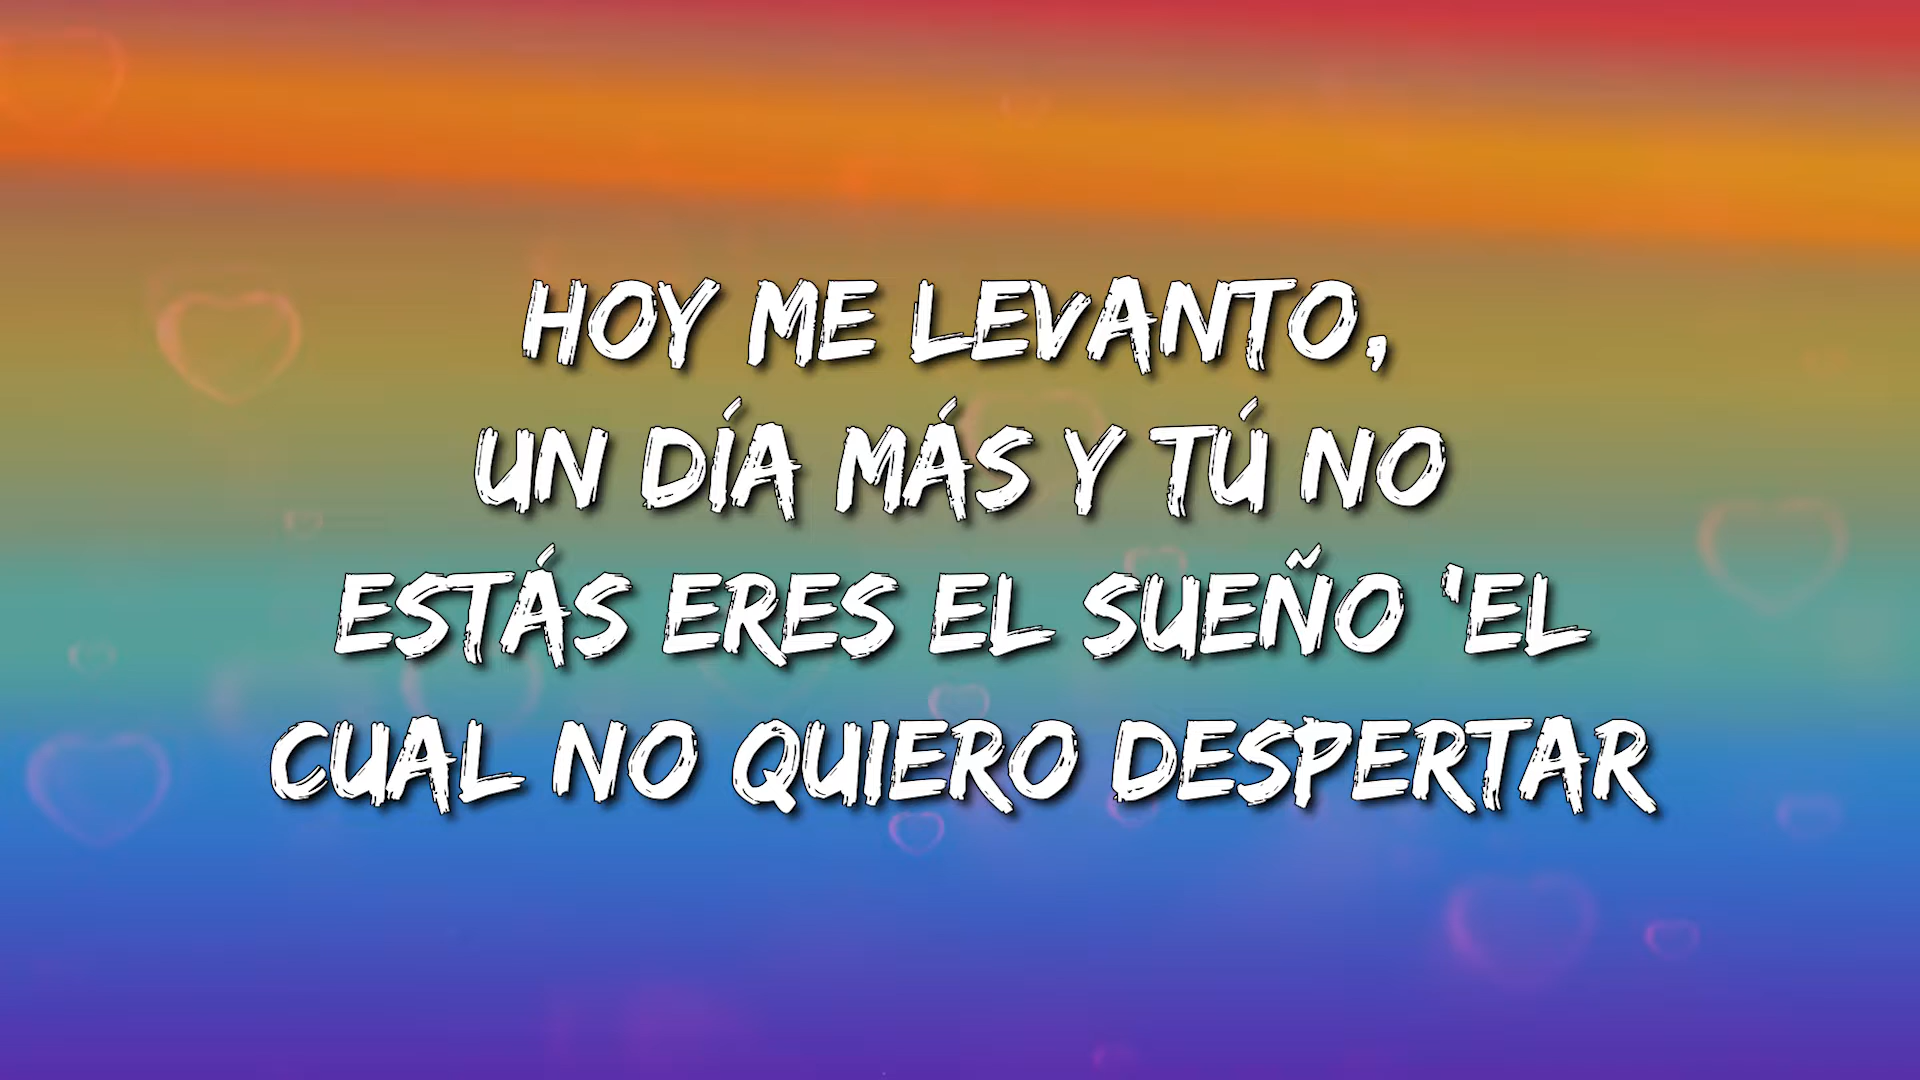 HOY ME LEVANTO,
UN DÍA MÁS Y TÚ NO
ESTÁS ERES EL SUEÑO 'EL
CUAL NO QUIERO DESPERTAR